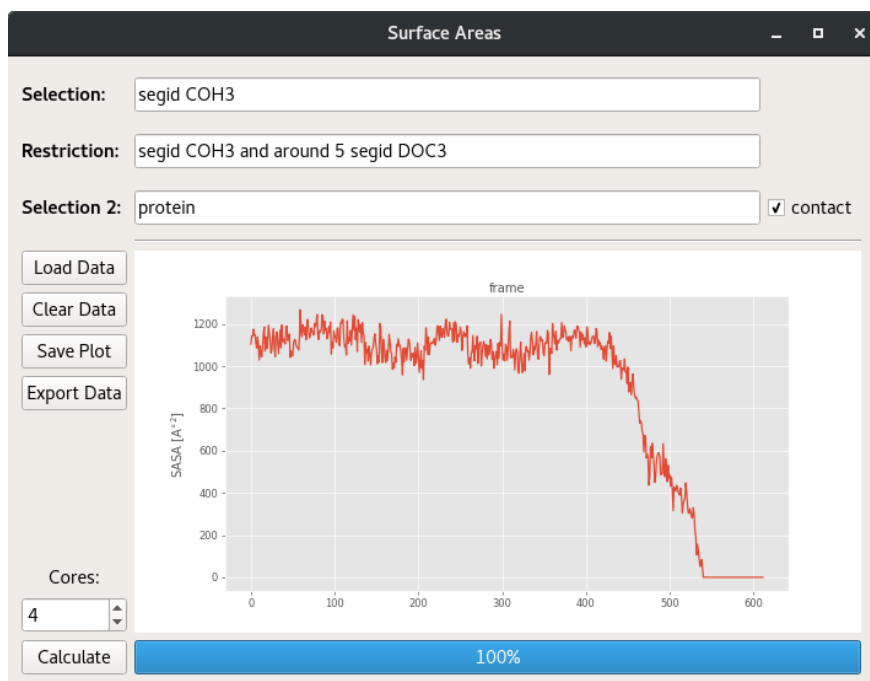 Surface Areas
Selection: segid COH3
Restriction: segid COH3 and around 5 segid DOC3
Selection 2: protein contact
Load Data
Clear Data
Save Plot
Export Data
frame
1200
1000
800
600
400
200
0
SASA [A°²]
0 100 200 300 400 500 600
Cores:
4
Calculate 100%